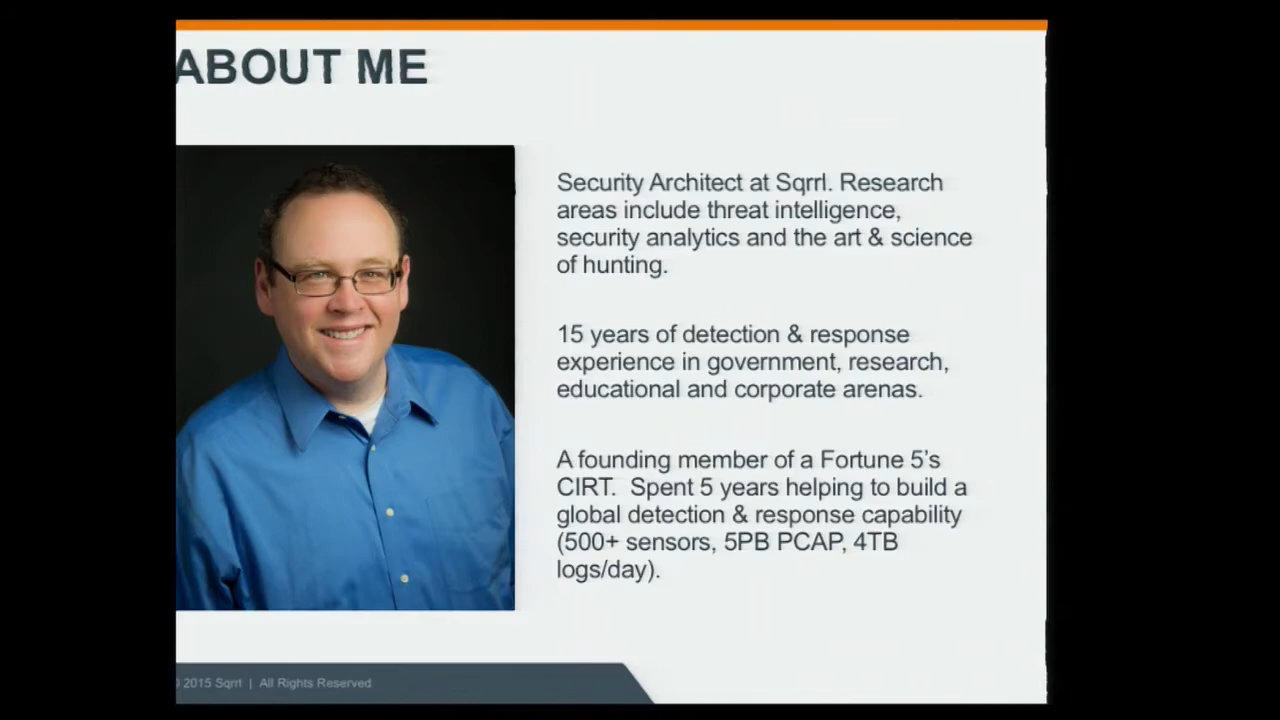 ABOUT ME
Security Architect at Sqrrl. Research
areas include threat intelligence,
security analytics and the art & science
of hunting.
15 years of detection & response
experience in government, research,
educational and corporate arenas.
A founding member of a Fortune 5's
CIRT.  Spent 5 years helping to build a
global detection & response capability
(500+ sensors, 5PB PCAP, 4TB
logs/day).
© 2015 Sqrrl | All Rights Reserved